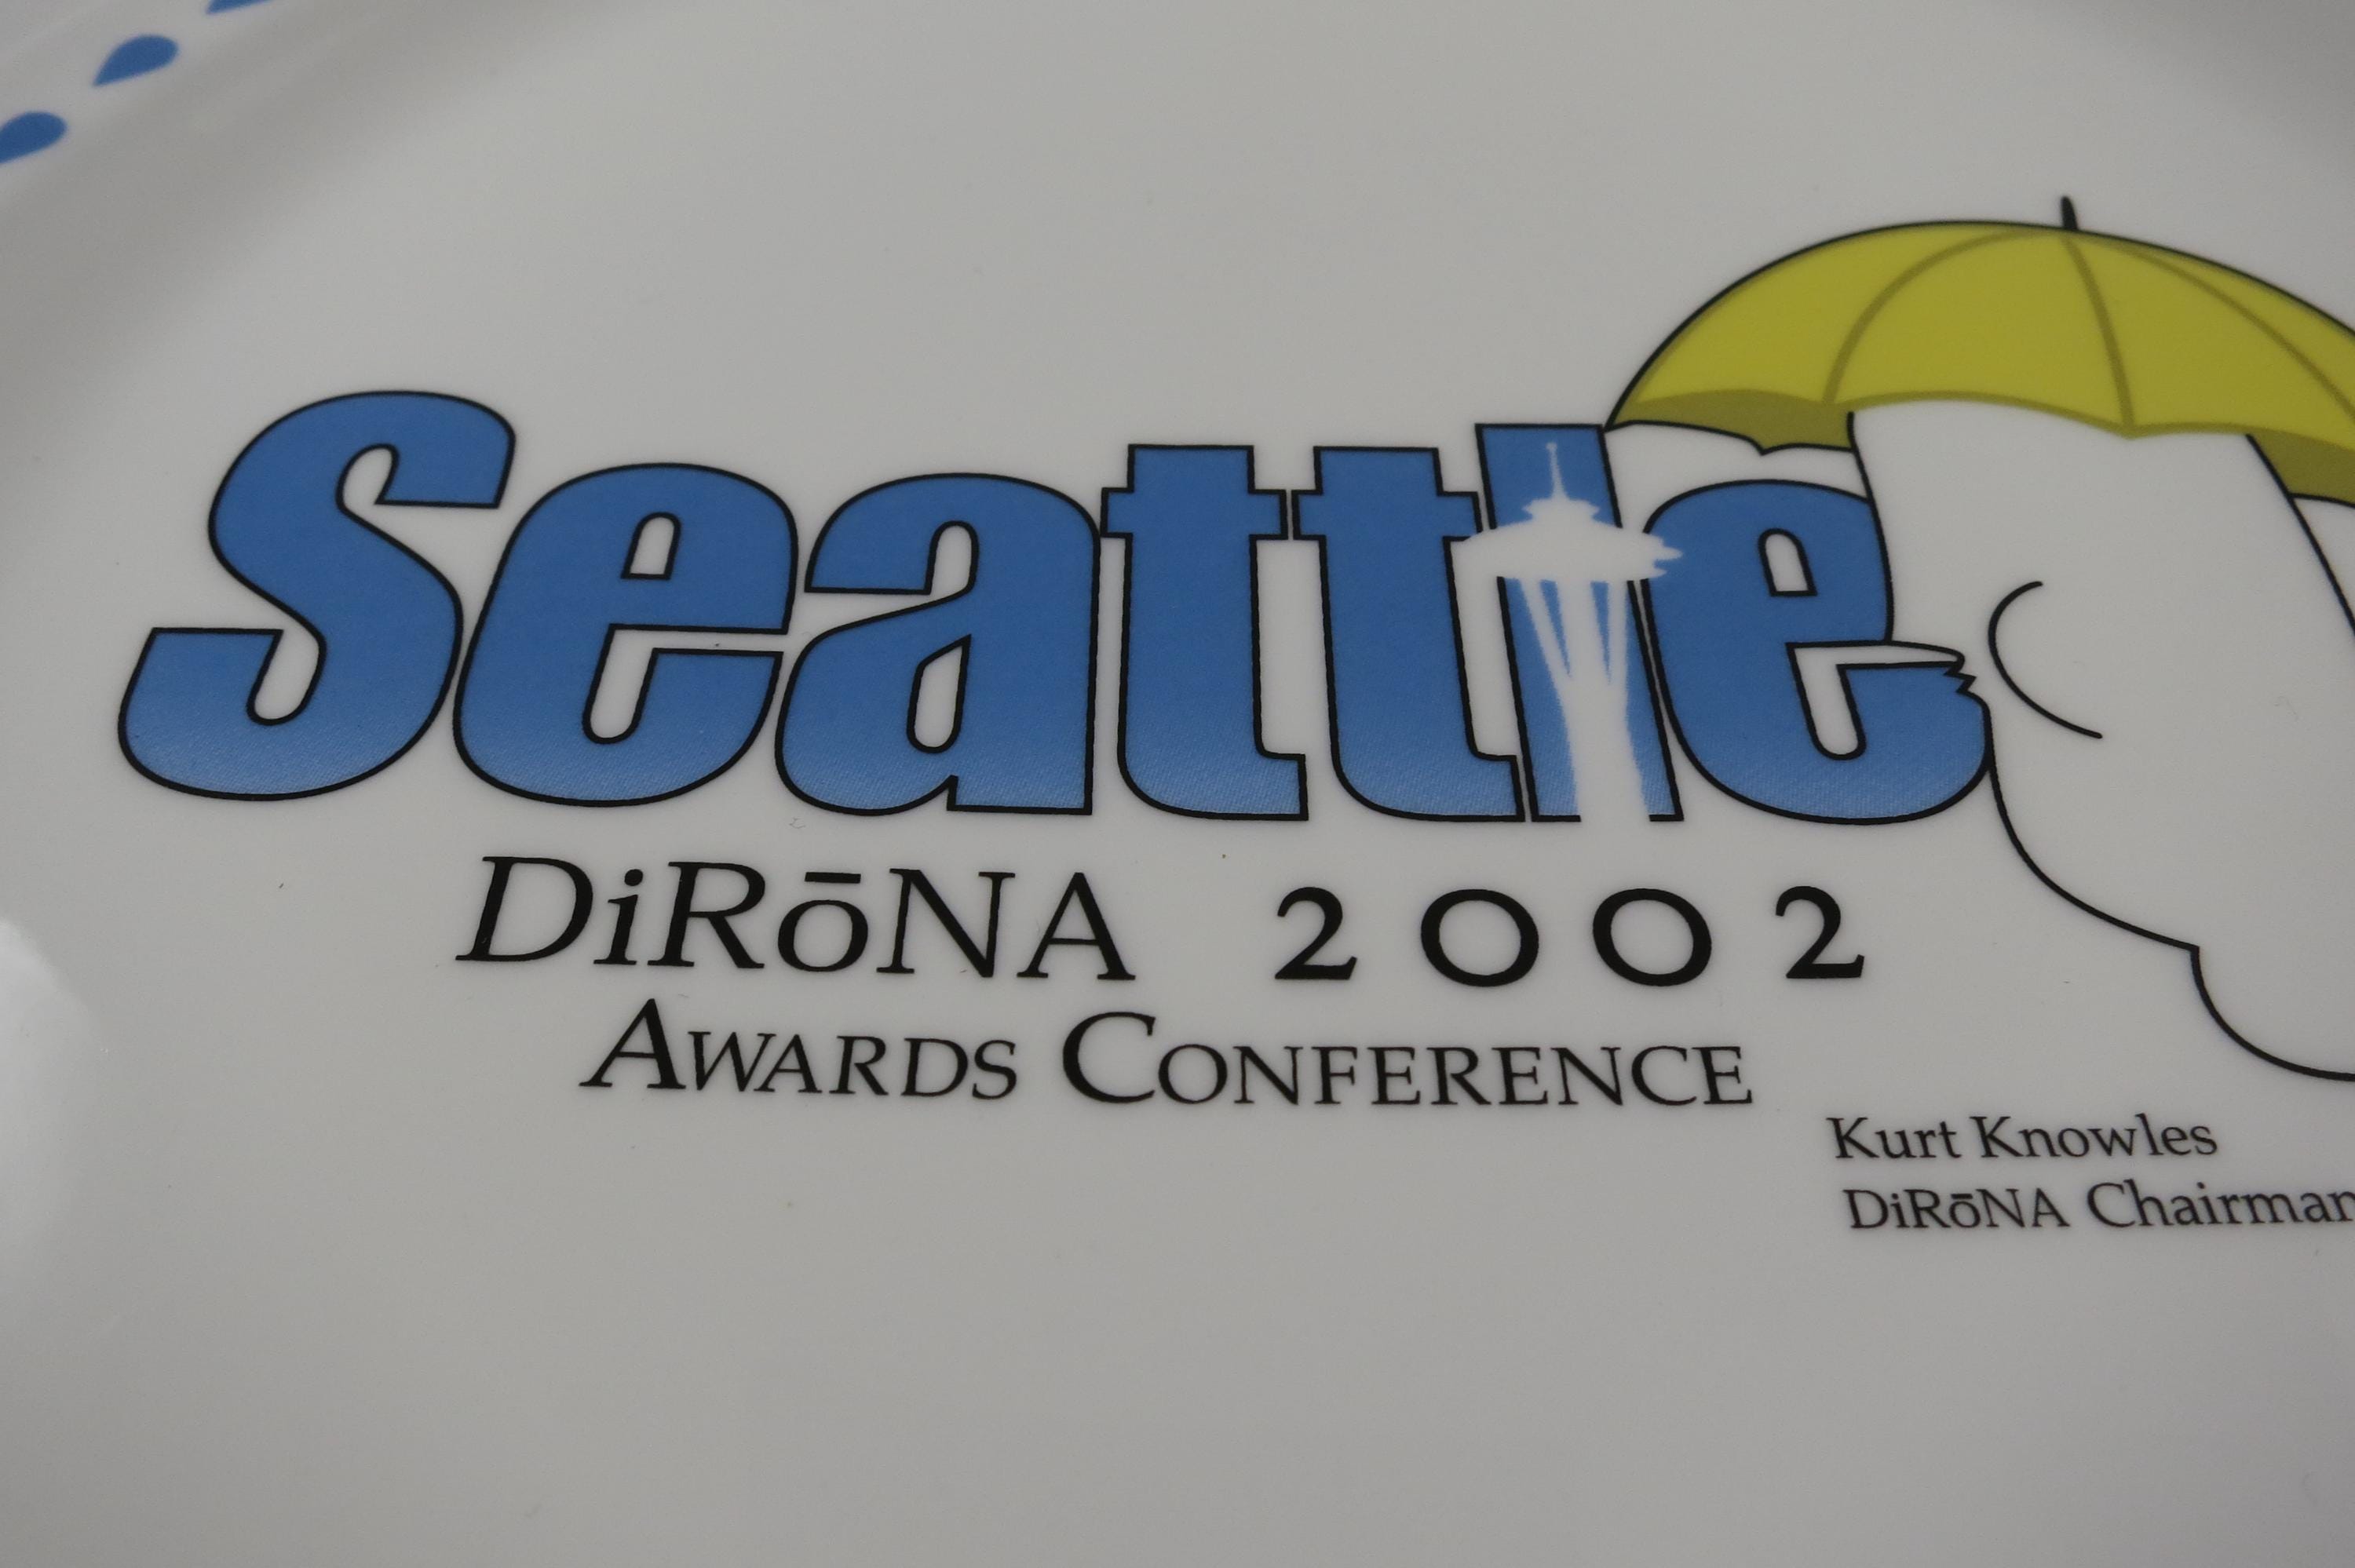 Seattle
DiRōNA 2002
AWARDS CONFERENCE
Kurt Knowles
DiRōNA Chairman